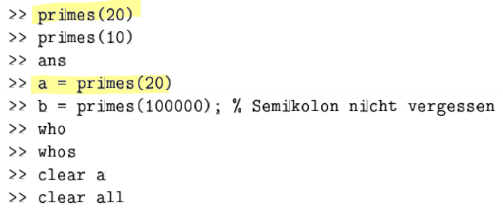 >> primes(20)
>> primes(10)
>> ans
>> a = primes(20)
>> b = primes(100000); % Semikolon nicht vergessen
>> who
>> whos
>> clear a
>> clear all